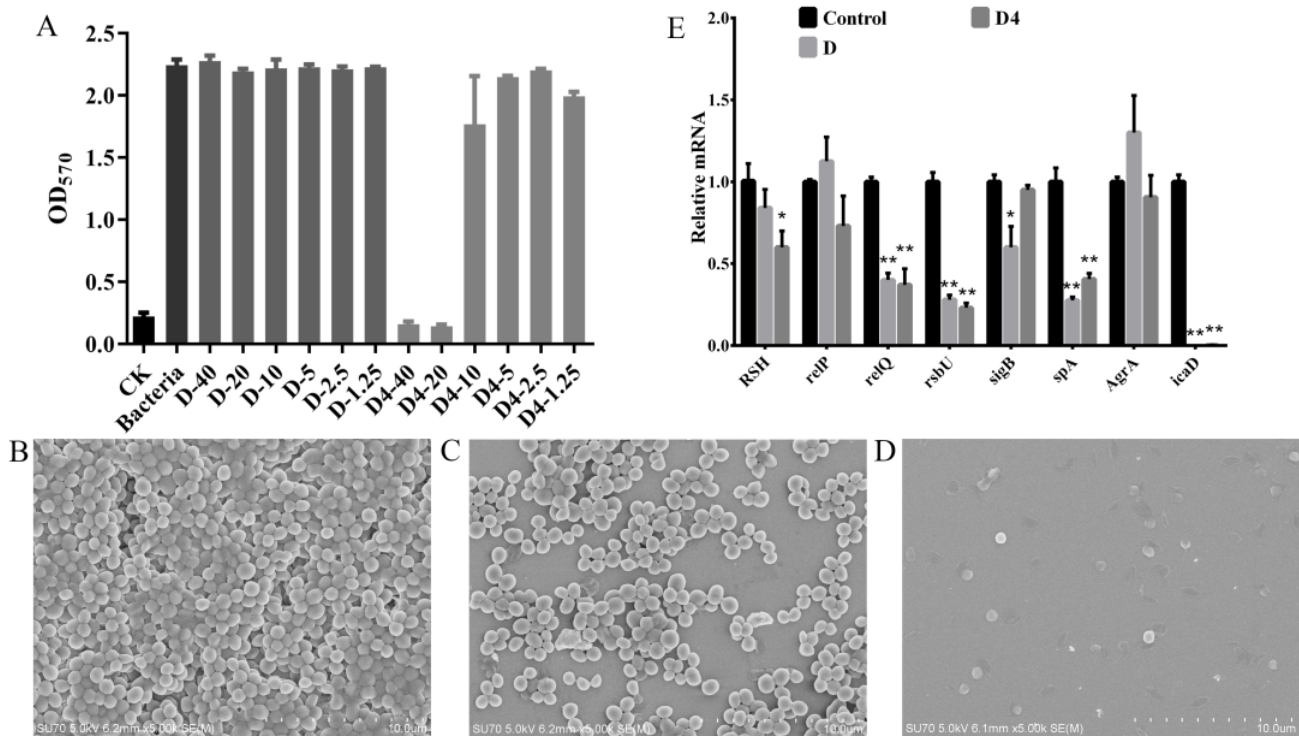 A
OD570
2.5
2.0
1.5
1.0
0.5
0.0
CK
Bacteria
D-40
D-20
D-10
D-5
D-2.5
D-1.25
D4-40
D4-20
D4-10
D4-5
D4-2.5
D4-1.25
E
Control
D
D4
Relative mRNA
2.0
1.5
1.0
0.5
0.0
*
** **
** **
*
** **
** **
RSH
relP
relQ
rsbU
sigB
spA
AgrA
icaD
B
SU70 5.0kV 6.2mm x5.00k SE(M)
10.0um
C
SU70 5.0kV 6.2mm x5.00k SE(M)
10.0um
D
SU70 5.0kV 6.1mm x5.00k SE(M)
10.0um